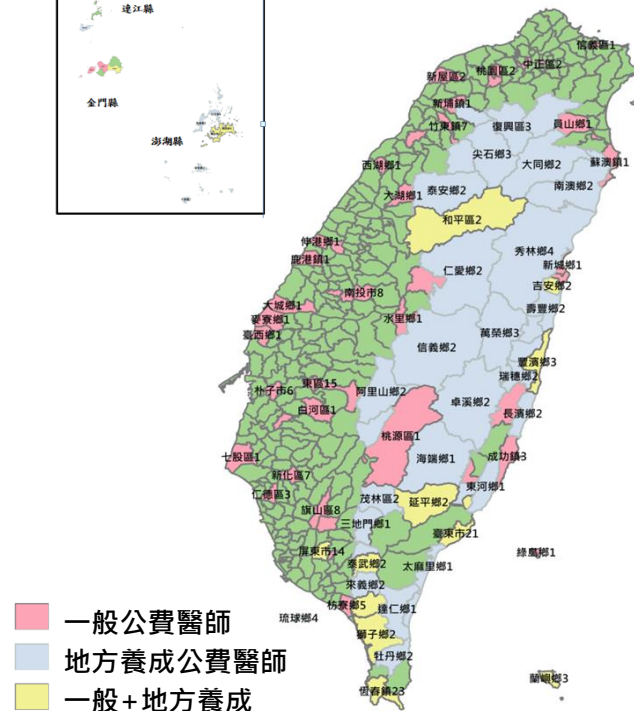 連江縣
金門縣
澎湖縣
信義區1
中正區2
桃園區2
新屋區2
新埔鎮1
竹東鎮7
復興區3
員山鄉1
尖石鄉3
大同鄉2
蘇澳鎮1
西湖鄉1
大湖鄉1
泰安鄉2
南澳鄉2
和平區2
伸港鄉1
鹿港鎮1
秀林鄉4
新城鄉1
仁愛鄉2
吉安鄉2
南投市8
大城鄉1
麥寮鄉1
臺西鄉1
水里鄉1
壽豐鄉2
萬榮鄉3
信義鄉2
豐濱鄉3
瑞穗鄉2
東區15
朴子市6
阿里山鄉2
卓溪鄉2
白河區1
長濱鄉2
桃源區1
七股區1
海端鄉1
成功鎮3
新化區7
仁德區3
東河鄉1
茂林區2
延平鄉2
旗山區8
三地門鄉1
臺東市21
屏東市14
綠島鄉1
泰武鄉2
太麻里鄉1
來義鄉2
枋寮鄉5
達仁鄉1
琉球鄉4
獅子鄉2
牡丹鄉2
蘭嶼鄉3
恆春鎮23
一般公費醫師
地方養成公費醫師
一般+地方養成